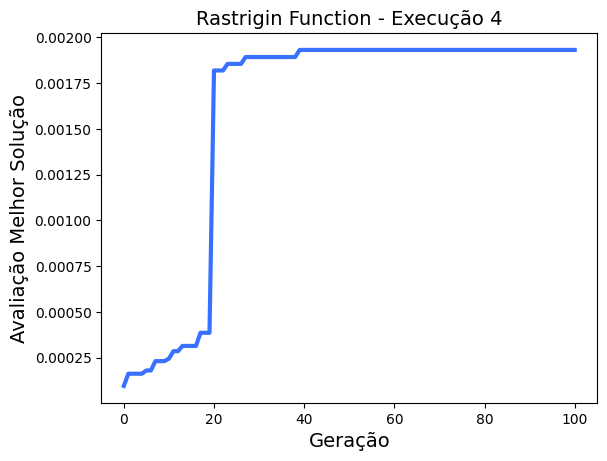 Rastrigin Function - Execução 4
Avaliação Melhor Solução
0.00200
0.00175
0.00150
0.00125
0.00100
0.00075
0.00050
0.00025
0 20 40 60 80 100
Geração